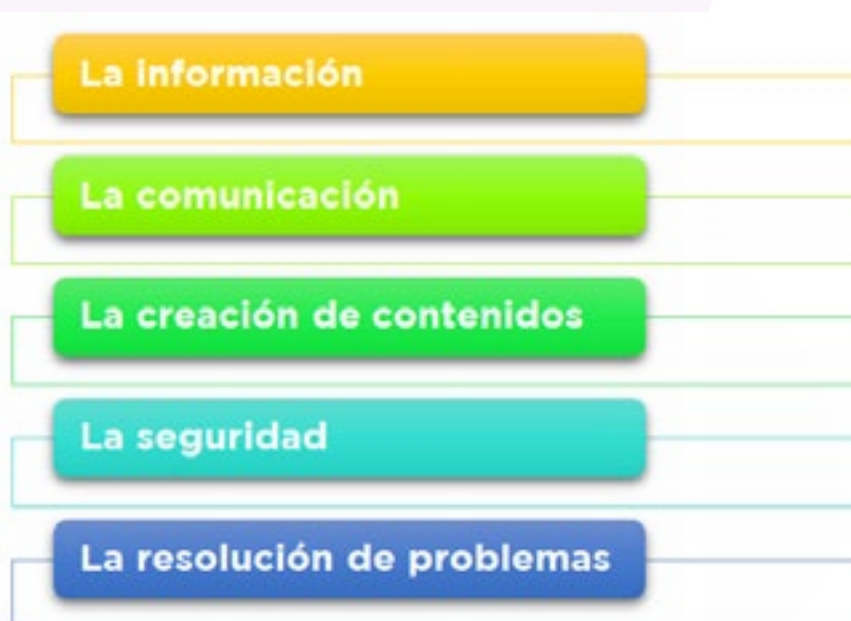 La información
La comunicación
La creación de contenidos
La seguridad
La resolución de problemas